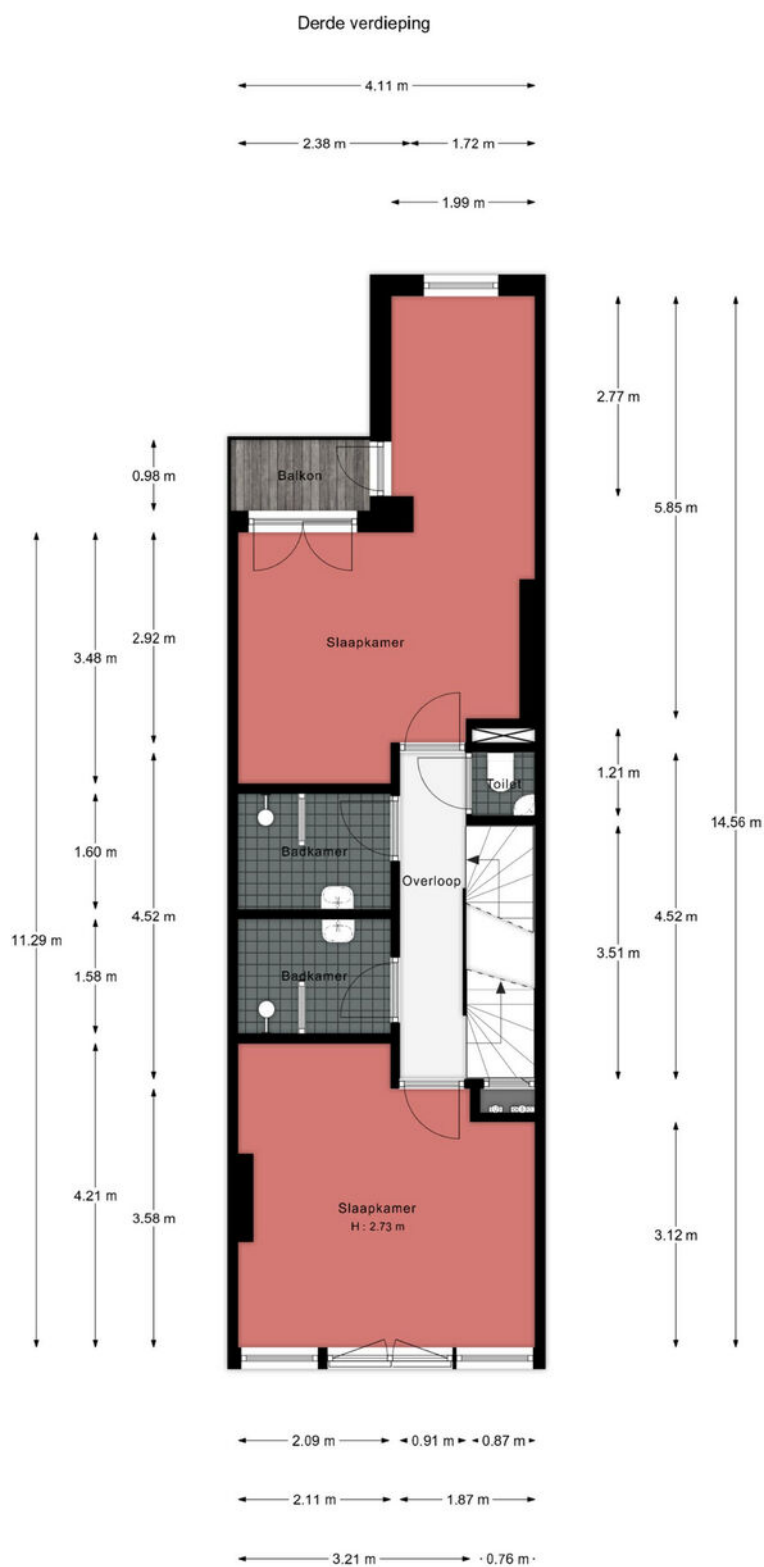 Derde verdieping
4.11 m
2.38 m
1.72 m
1.99 m
2.77 m
0.98 m
Balkon
5.85 m
2.92 m
Slaapkamer
3.48 m
1.21 m
Toilet
14.56 m
1.60 m
Badkamer
Overloop
4.52 m
4.52 m
11.29 m
3.51 m
1.58 m
Badkamer
4.21 m
3.58 m
Slaapkamer
H : 2.73 m
3.12 m
2.09 m
0.91 m
0.87 m
2.11 m
1.87 m
3.21 m
0.76 m